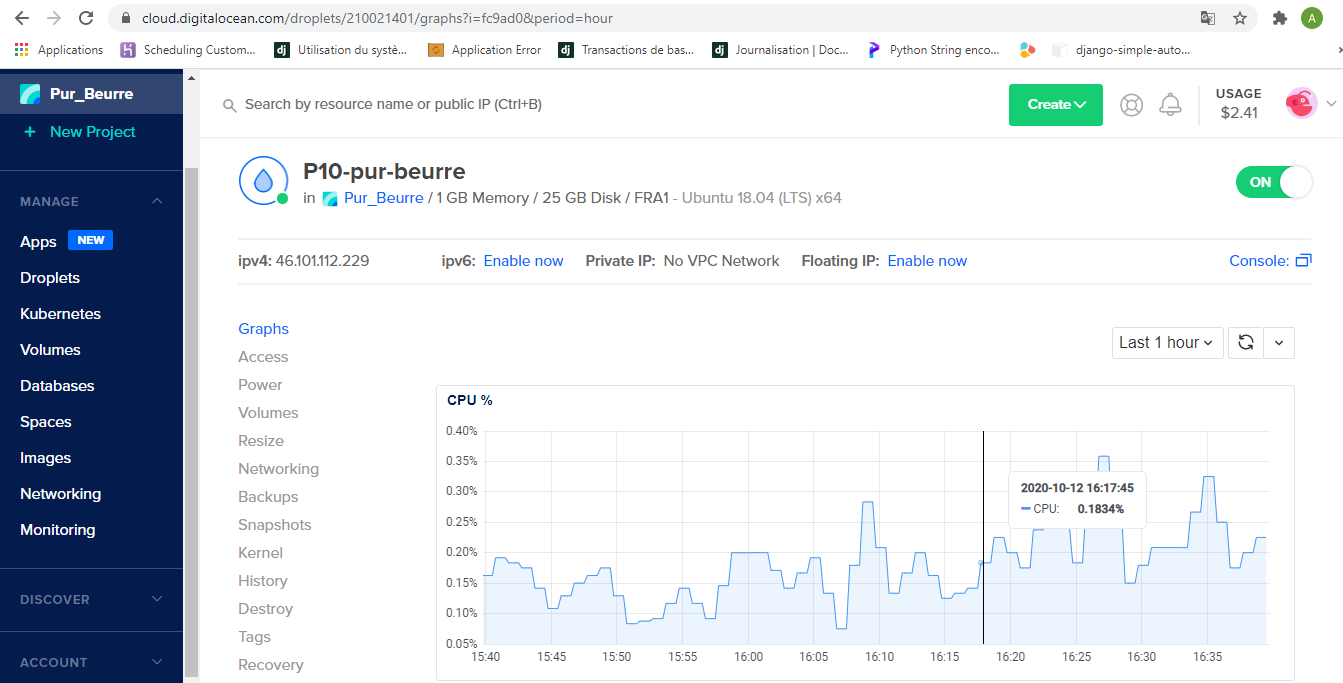 cloud.digitalocean.com/droplets/210021401/graphs?i=fc9ad0&period=hour
A
Applications
Scheduling Custom...
Utilisation du systè...
Application Error
Transactions de bas...
Journalisation | Doc...
Python String enco...
django-simple-auto...
Pur_Beurre
+ New Project
MANAGE
Apps NEW
Droplets
Kubernetes
Volumes
Databases
Spaces
Images
Networking
Monitoring
DISCOVER
ACCOUNT
Search by resource name or public IP (Ctrl+B)
Create
USAGE
$2.41
P10-pur-beurre
in Pur_Beurre / 1 GB Memory / 25 GB Disk / FRA1 - Ubuntu 18.04 (LTS) x64
ON
ipv4: 46.101.112.229 ipv6: Enable now Private IP: No VPC Network Floating IP: Enable now Console:
Graphs
Access
Power
Volumes
Resize
Networking
Backups
Snapshots
Kernel
History
Destroy
Tags
Recovery
Last 1 hour
CPU %
0.40%
0.35%
0.30%
0.25%
0.20%
0.15%
0.10%
0.05%
2020-10-12 16:17:45
CPU: 0.1834%
15:40 15:45 15:50 15:55 16:00 16:05 16:10 16:15 16:20 16:25 16:30 16:35